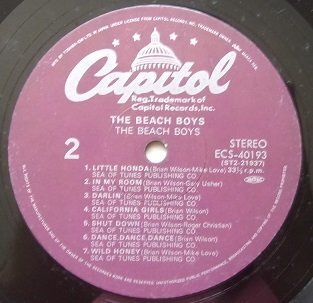 Capitol
Reg. Trademark of
Capitol Records, Inc.
THE BEACH BOYS
THE BEACH BOYS
2
STEREO
ECS-40193
(ST2-21937)
33⅓ r.p.m.
1. LITTLE HONDA (Brian Wilson-Mike Love)
SEA OF TUNES PUBLISHING CO
2. IN MY ROOM (Brian Wilson-Gary Usher)
SEA OF TUNES PUBLISHING CO
3. DARLIN' (Brian Wilson-Mike Love)
SEA OF TUNES PUBLISHING CO
4. CALIFORNIA GIRLS (Brian Wilson)
SEA OF TUNES PUBLISHING CO
5. SHUT DOWN (Brian Wilson-Roger Christian)
SEA OF TUNES PUBLISHING CO
6. DANCE, DANCE, DANCE (Brian Wilson)
SEA OF TUNES PUBLISHING CO
7. WILD HONEY (Brian Wilson-Mike Love)
SEA OF TUNES PUBLISHING CO